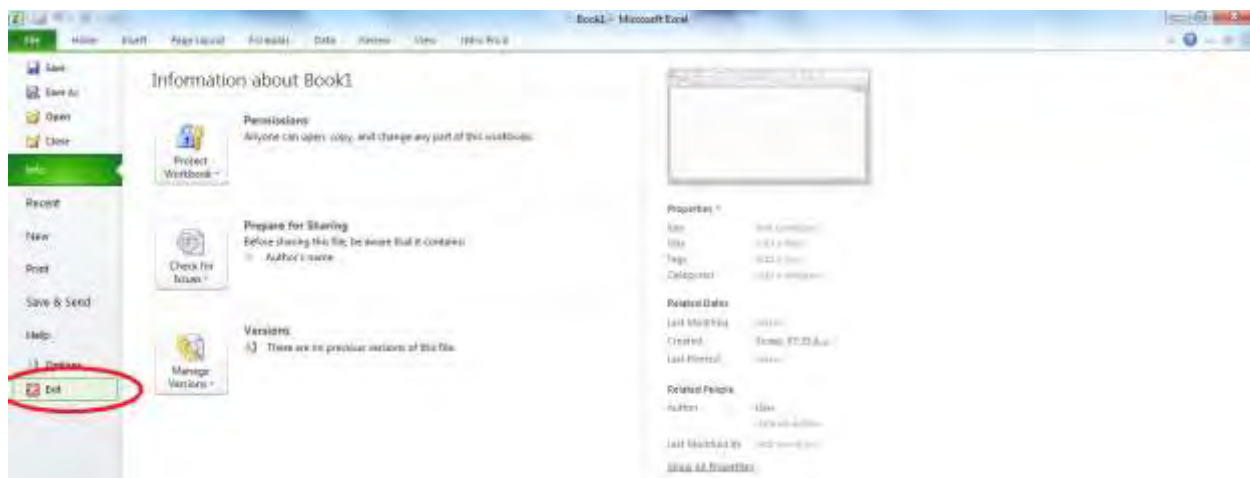 Book1 - Microsoft Excel
File Home Insert Page Layout Formulas Data Review View
Save
Save As
Open
Close
Info
Recent
New
Print
Save & Send
Help
Options
Exit
Information about Book1
Protect
Workbook
Permissions
Anyone can open, copy, and change any part of this workbook.
Check for
Issues
Prepare for Sharing
Before sharing this file, be aware that it contains:
Author's name
Manage
Versions
Versions
There are no previous versions of this file.
Properties
Size
Title
Tags
Categories
Related Dates
Last Modified
Created
Last Printed
Related People
Author
Last Modified By
Show All Properties